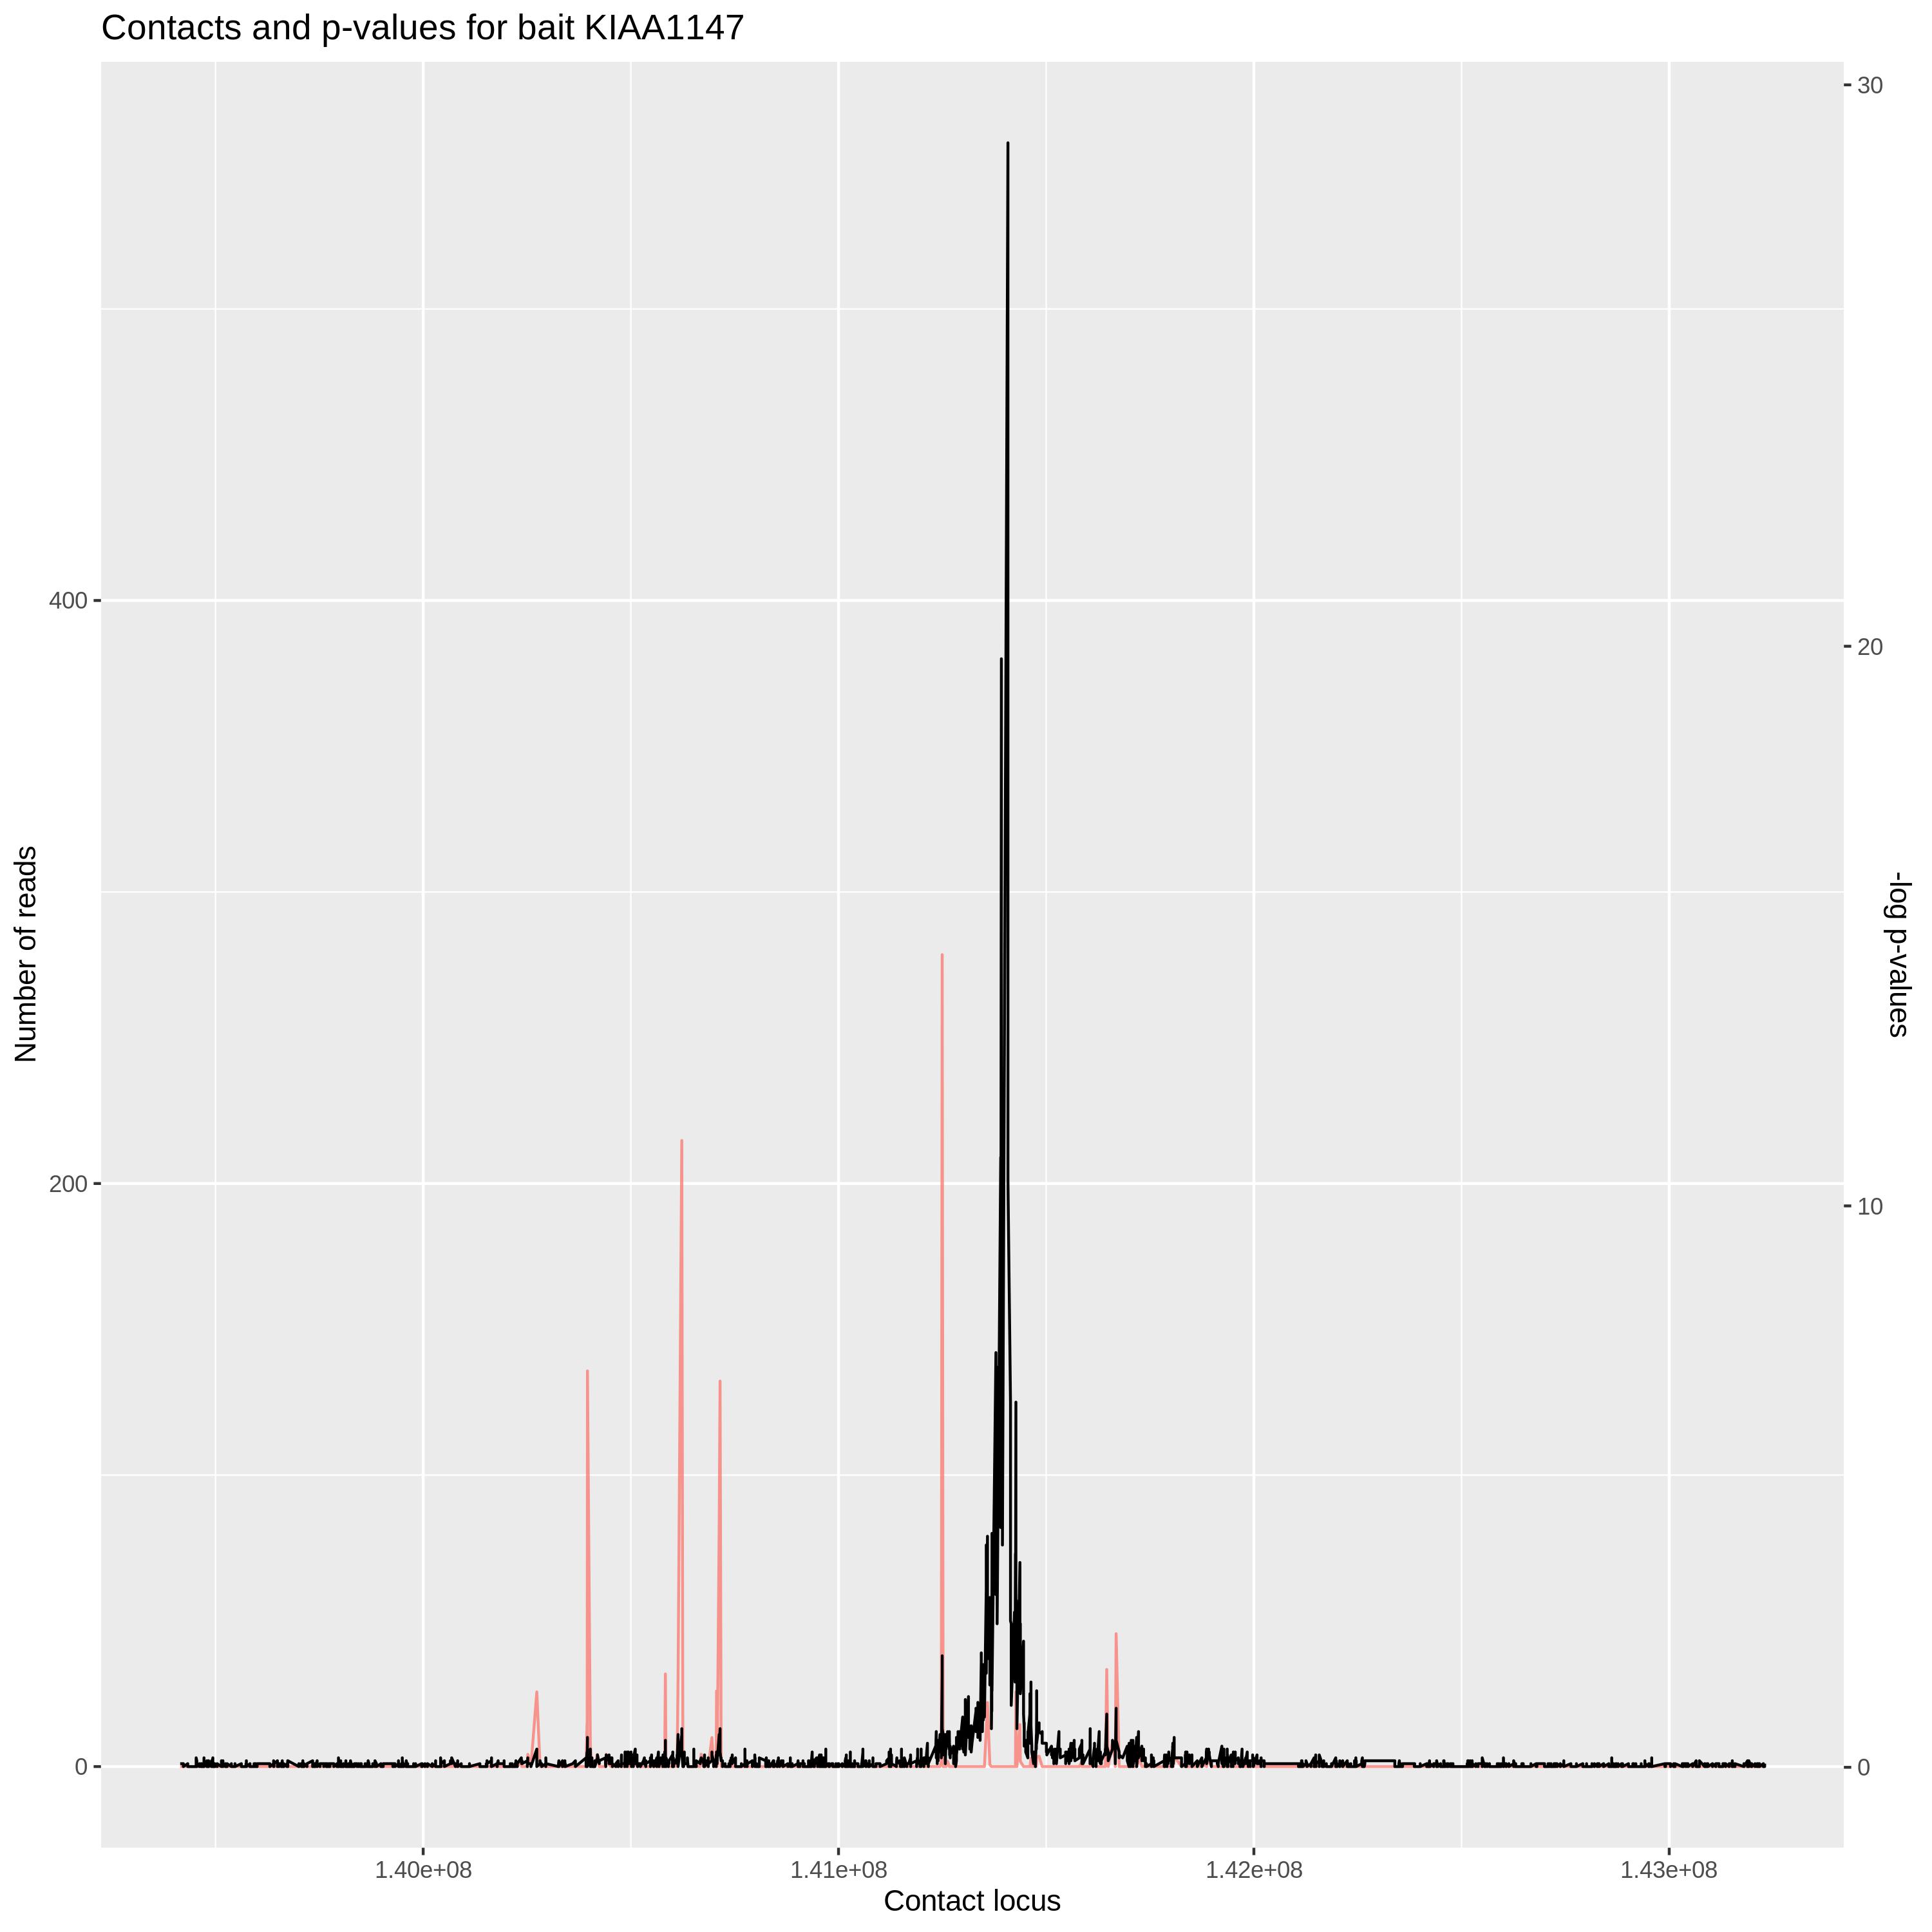 Contacts and p-values for bait KIAA1147
30
400
20
Number of reads
-log p-values
200
10
0
0
1.40e+08
1.41e+08
1.42e+08
1.43e+08
Contact locus